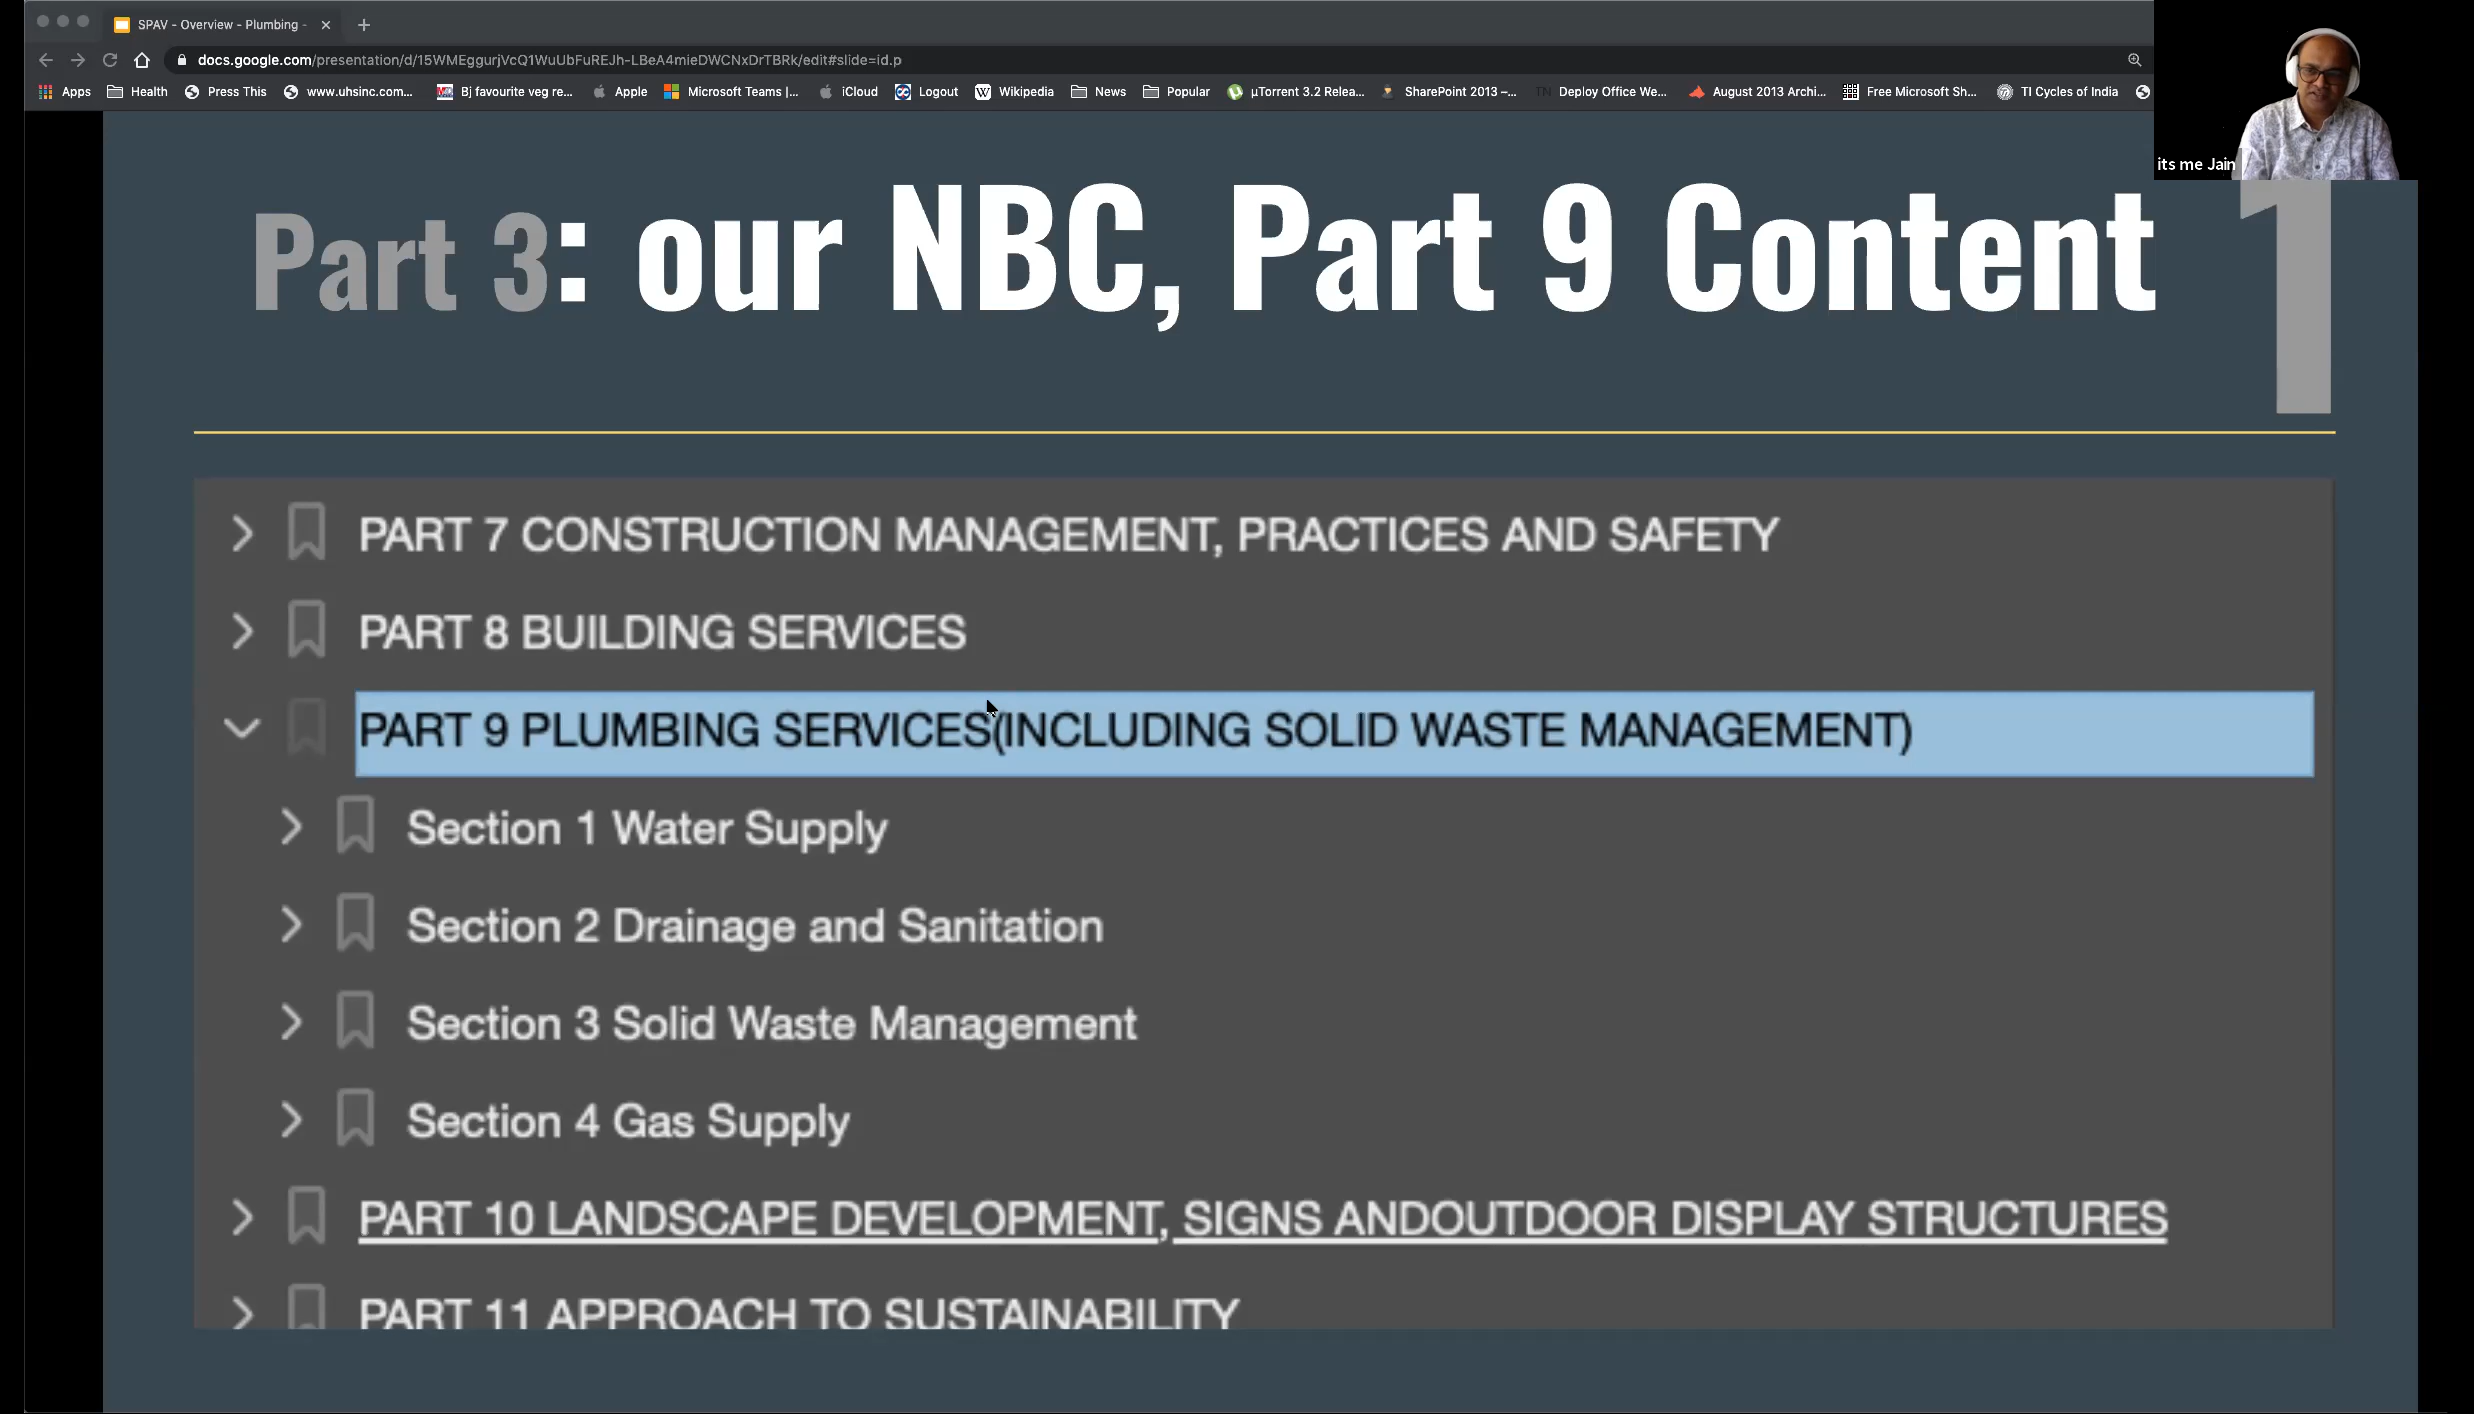 SPAV - Overview - Plumbing -
docs.google.com/presentation/d/15WMEggurjVcQ1WuUbFuREJh-LBeA4mieDWCNxDrTBRk/edit#slide=id.p
Apps Health Press This www.uhsinc.com... Bj favourite veg re... Apple Microsoft Teams |... iCloud Logout Wikipedia News Popular µTorrent 3.2 Relea... SharePoint 2013 –... Deploy Office We... August 2013 Archi... Free Microsoft Sh... TI Cycles of India
its me Jain
Part 3: our NBC, Part 9 Content
1
PART 7 CONSTRUCTION MANAGEMENT, PRACTICES AND SAFETY
PART 8 BUILDING SERVICES
PART 9 PLUMBING SERVICES(INCLUDING SOLID WASTE MANAGEMENT)
Section 1 Water Supply
Section 2 Drainage and Sanitation
Section 3 Solid Waste Management
Section 4 Gas Supply
PART 10 LANDSCAPE DEVELOPMENT, SIGNS ANDOUTDOOR DISPLAY STRUCTURES
PART 11 APPROACH TO SUSTAINABILITY